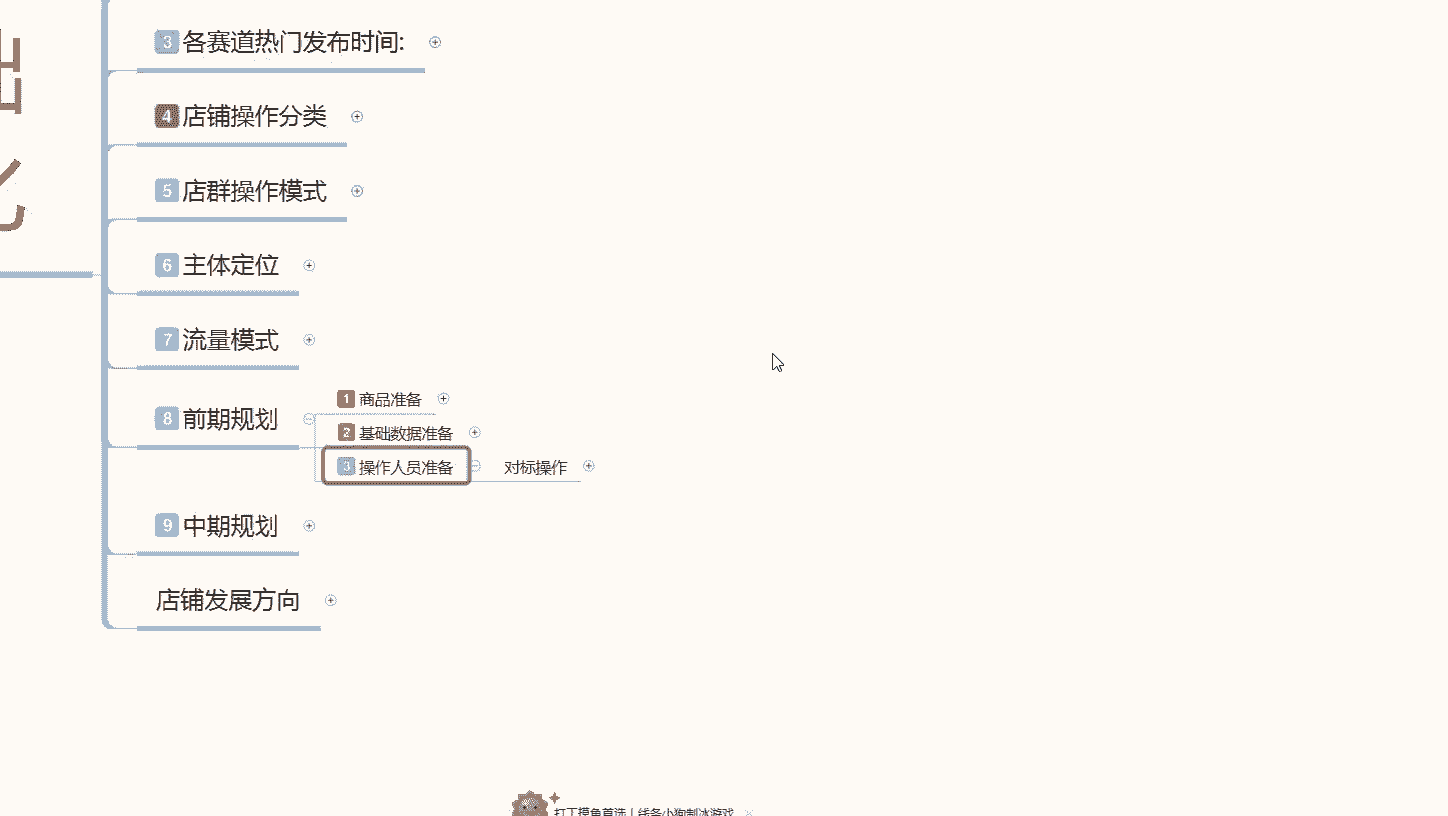 3 各赛道热门发布时间:
4 店铺操作分类
5 店群操作模式
6 主体定位
7 流量模式
8 前期规划
1 商品准备
2 基础数据准备
3 操作人员准备
对标操作
9 中期规划
店铺发展方向
打工摸鱼首选 | 线条小狗制冰游戏